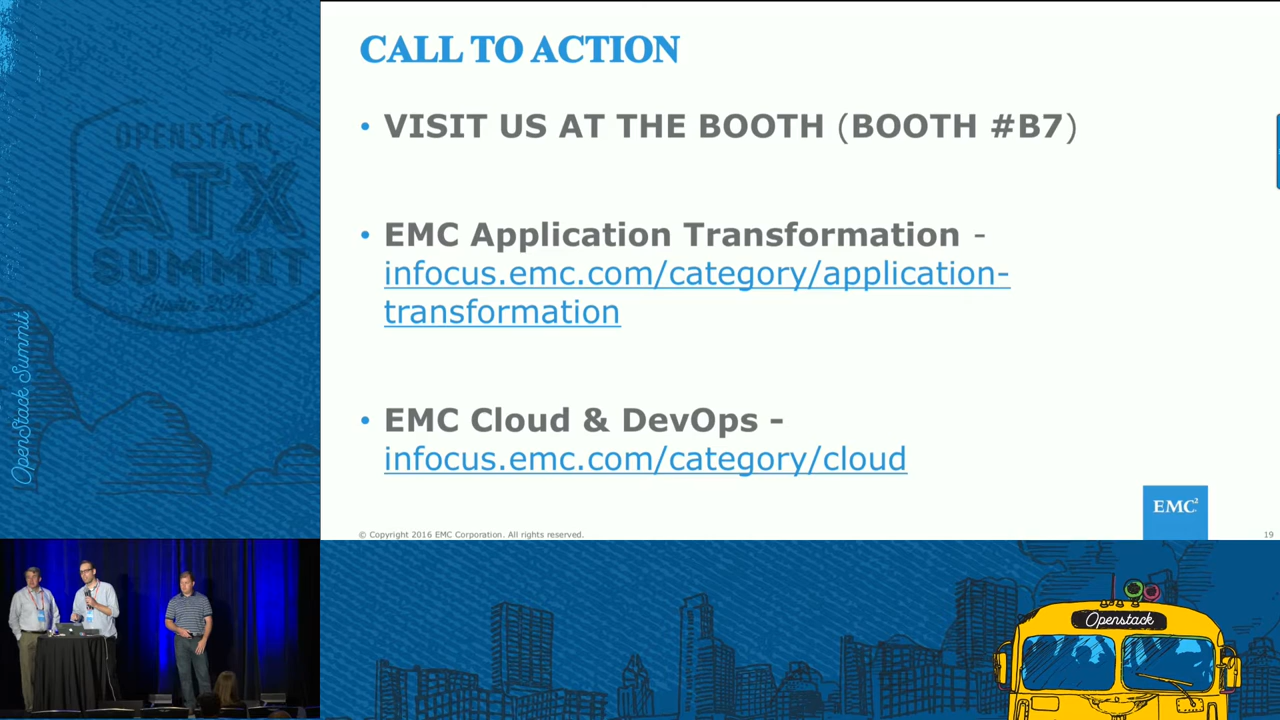 CALL TO ACTION
• VISIT US AT THE BOOTH (BOOTH #B7)
• EMC Application Transformation -
infocus.emc.com/category/application-
transformation
• EMC Cloud & DevOps -
infocus.emc.com/category/cloud
EMC²
© Copyright 2016 EMC Corporation. All rights reserved.
19
OPENSTACK
ATX
SUMMIT
OpenStack Summit
Openstack